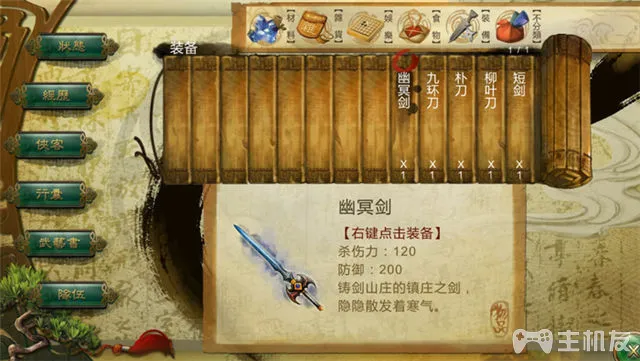 狀態
經歷
俠客
行囊
武藝書
隊伍
【材料】
【雜貨】
【娛樂】
【食物】
【裝備】
【不分類】
1/1
装备
幽冥剑 X1
九环刀 X1
朴刀 X1
柳叶刀 X1
短剑 X1
幽冥剑
【右键点击装备】
杀伤力：120
防御：200
铸剑山庄的镇庄之剑，
隐隐散发着寒气。
主机友